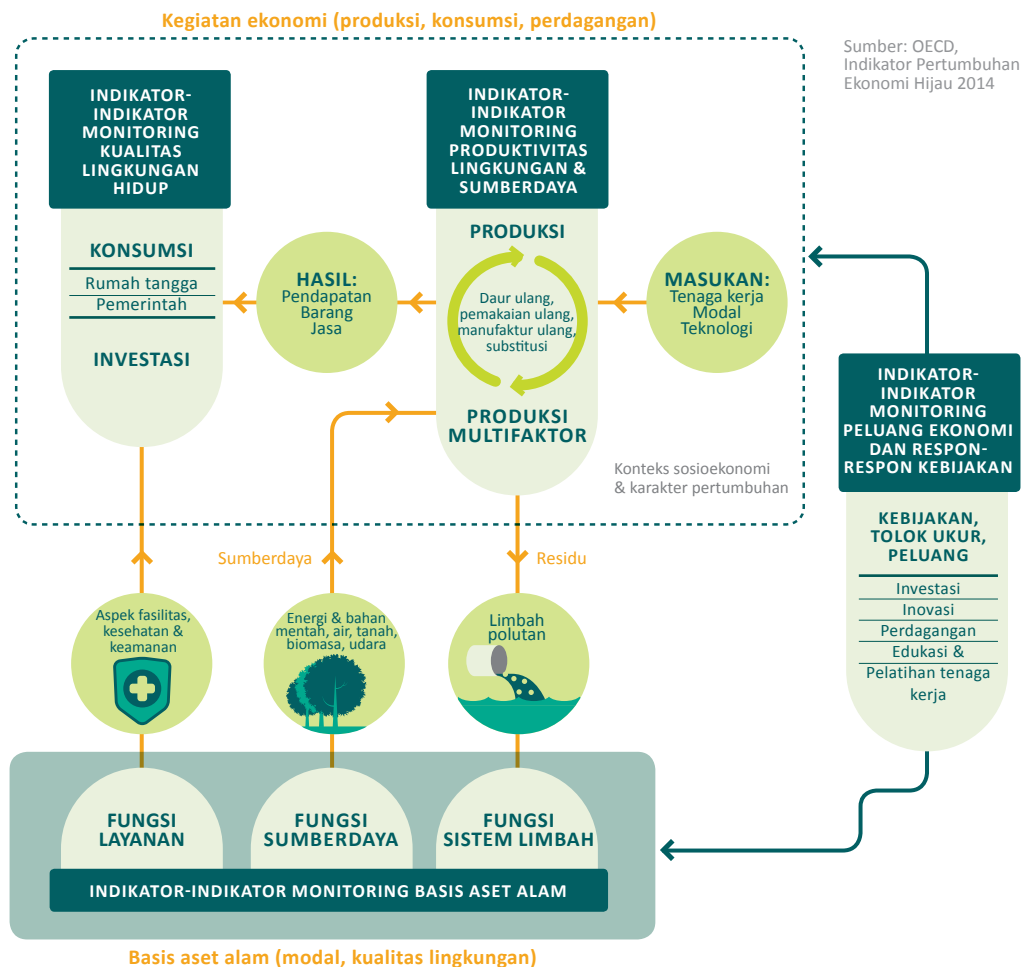 Kegiatan ekonomi (produksi, konsumsi, perdagangan)
Sumber: OECD,
Indikator Pertumbuhan
Ekonomi Hijau 2014
INDIKATOR-
INDIKATOR
MONITORING
KUALITAS
LINGKUNGAN
HIDUP
KONSUMSI
Rumah tangga
Pemerintah
INVESTASI
HASIL:
Pendapatan
Barang
Jasa
INDIKATOR-
INDIKATOR
MONITORING
PRODUKTIVITAS
LINGKUNGAN &
SUMBERDAYA
PRODUKSI
Daur ulang,
pemakaian ulang,
manufaktur ulang,
substitusi
PRODUKSI
MULTIFAKTOR
MASUKAN:
Tenaga kerja
Modal
Teknologi
Konteks sosioekonomi
& karakter pertumbuhan
INDIKATOR-
INDIKATOR
MONITORING
PELUANG EKONOMI
DAN RESPON-
RESPON KEBIJAKAN
KEBIJAKAN,
TOLOK UKUR,
PELUANG
Investasi
Inovasi
Perdagangan
Edukasi &
Pelatihan tenaga
kerja
Sumberdaya
Residu
Aspek fasilitas,
kesehatan &
keamanan
Energi & bahan
mentah, air, tanah,
biomasa, udara
Limbah
polutan
FUNGSI
LAYANAN
FUNGSI
SUMBERDAYA
FUNGSI
SISTEM LIMBAH
INDIKATOR-INDIKATOR MONITORING BASIS ASET ALAM
Basis aset alam (modal, kualitas lingkungan)